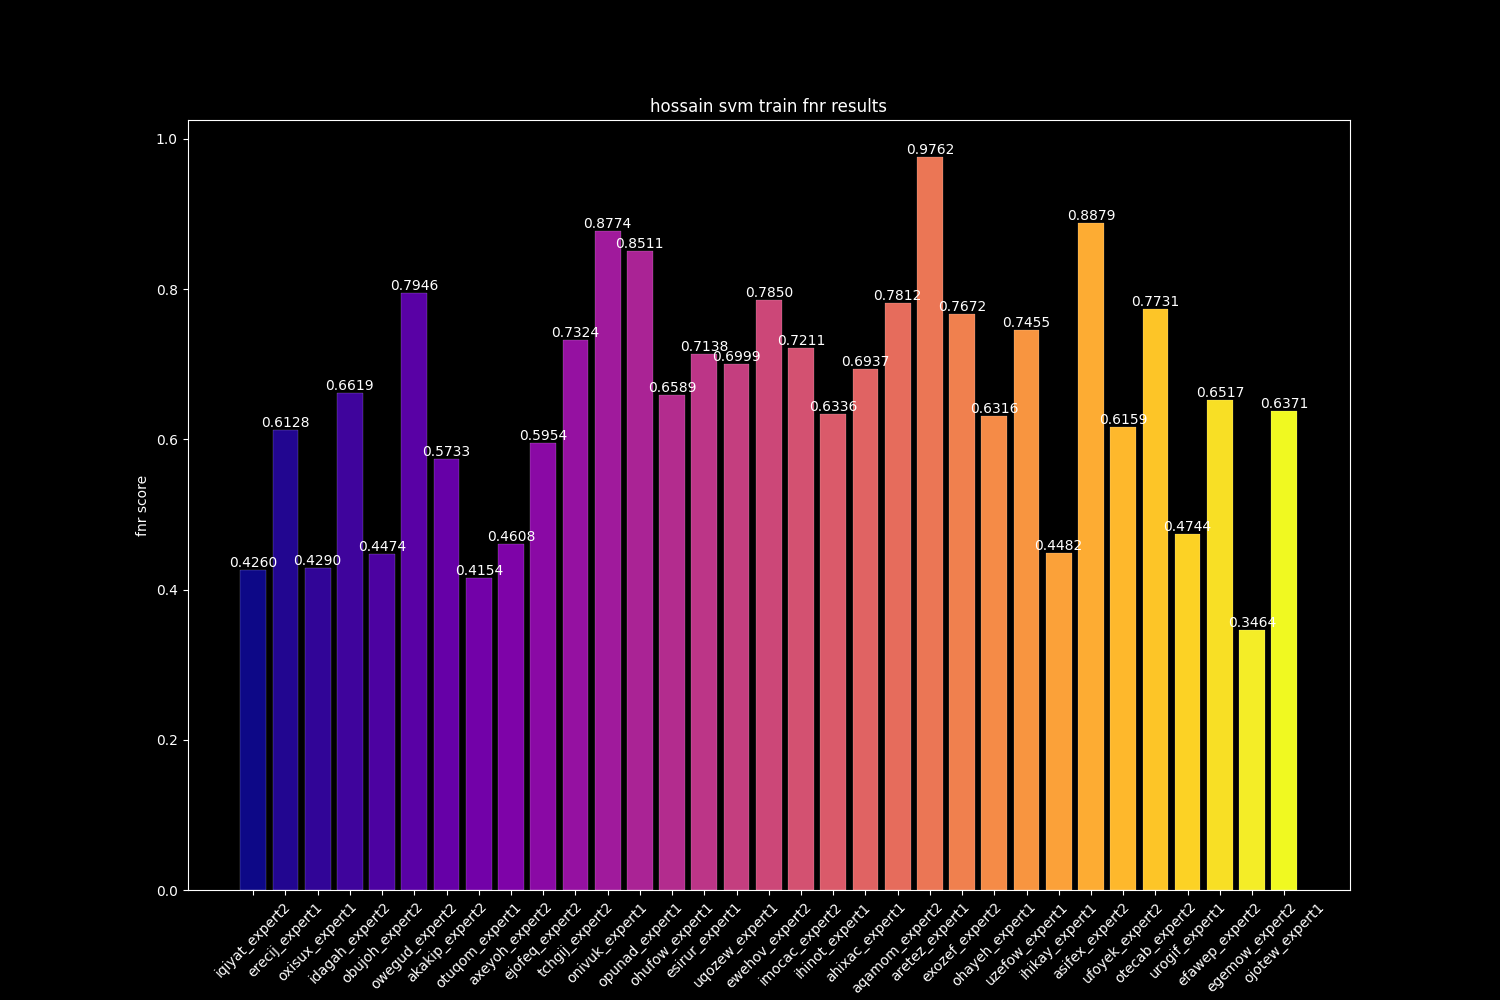 hossain svm train fnr results
1.0
0.8
0.6
0.4
0.2
0.0
fnr score
0.4260
0.6128
0.4290
0.6619
0.4474
0.7946
0.5733
0.4154
0.4608
0.5954
0.7324
0.8774
0.8511
0.6589
0.7138
0.6999
0.7850
0.7211
0.6336
0.6937
0.7812
0.9762
0.7672
0.6316
0.7455
0.4482
0.8879
0.6159
0.7731
0.4744
0.6517
0.3464
0.6371
iqjyat_expert2
erecij_expert1
oxisux_expert1
idagah_expert2
obujoh_expert2
owegud_expert2
akakip_expert2
otuqom_expert1
axeyoh_expert2
ejofeq_expert2
tchgij_expert2
onivuk_expert1
opunad_expert1
ohufow_expert1
esirur_expert1
uqozew_expert1
ewehov_expert2
imocac_expert2
ihinot_expert1
ahixac_expert1
aqamom_expert2
aretez_expert1
exozef_expert2
ohayeh_expert1
uzefow_expert1
ihikay_expert1
asifex_expert2
ufoyek_expert2
otecab_expert2
urogif_expert1
efawep_expert2
egemow_expert2
ojotew_expert1